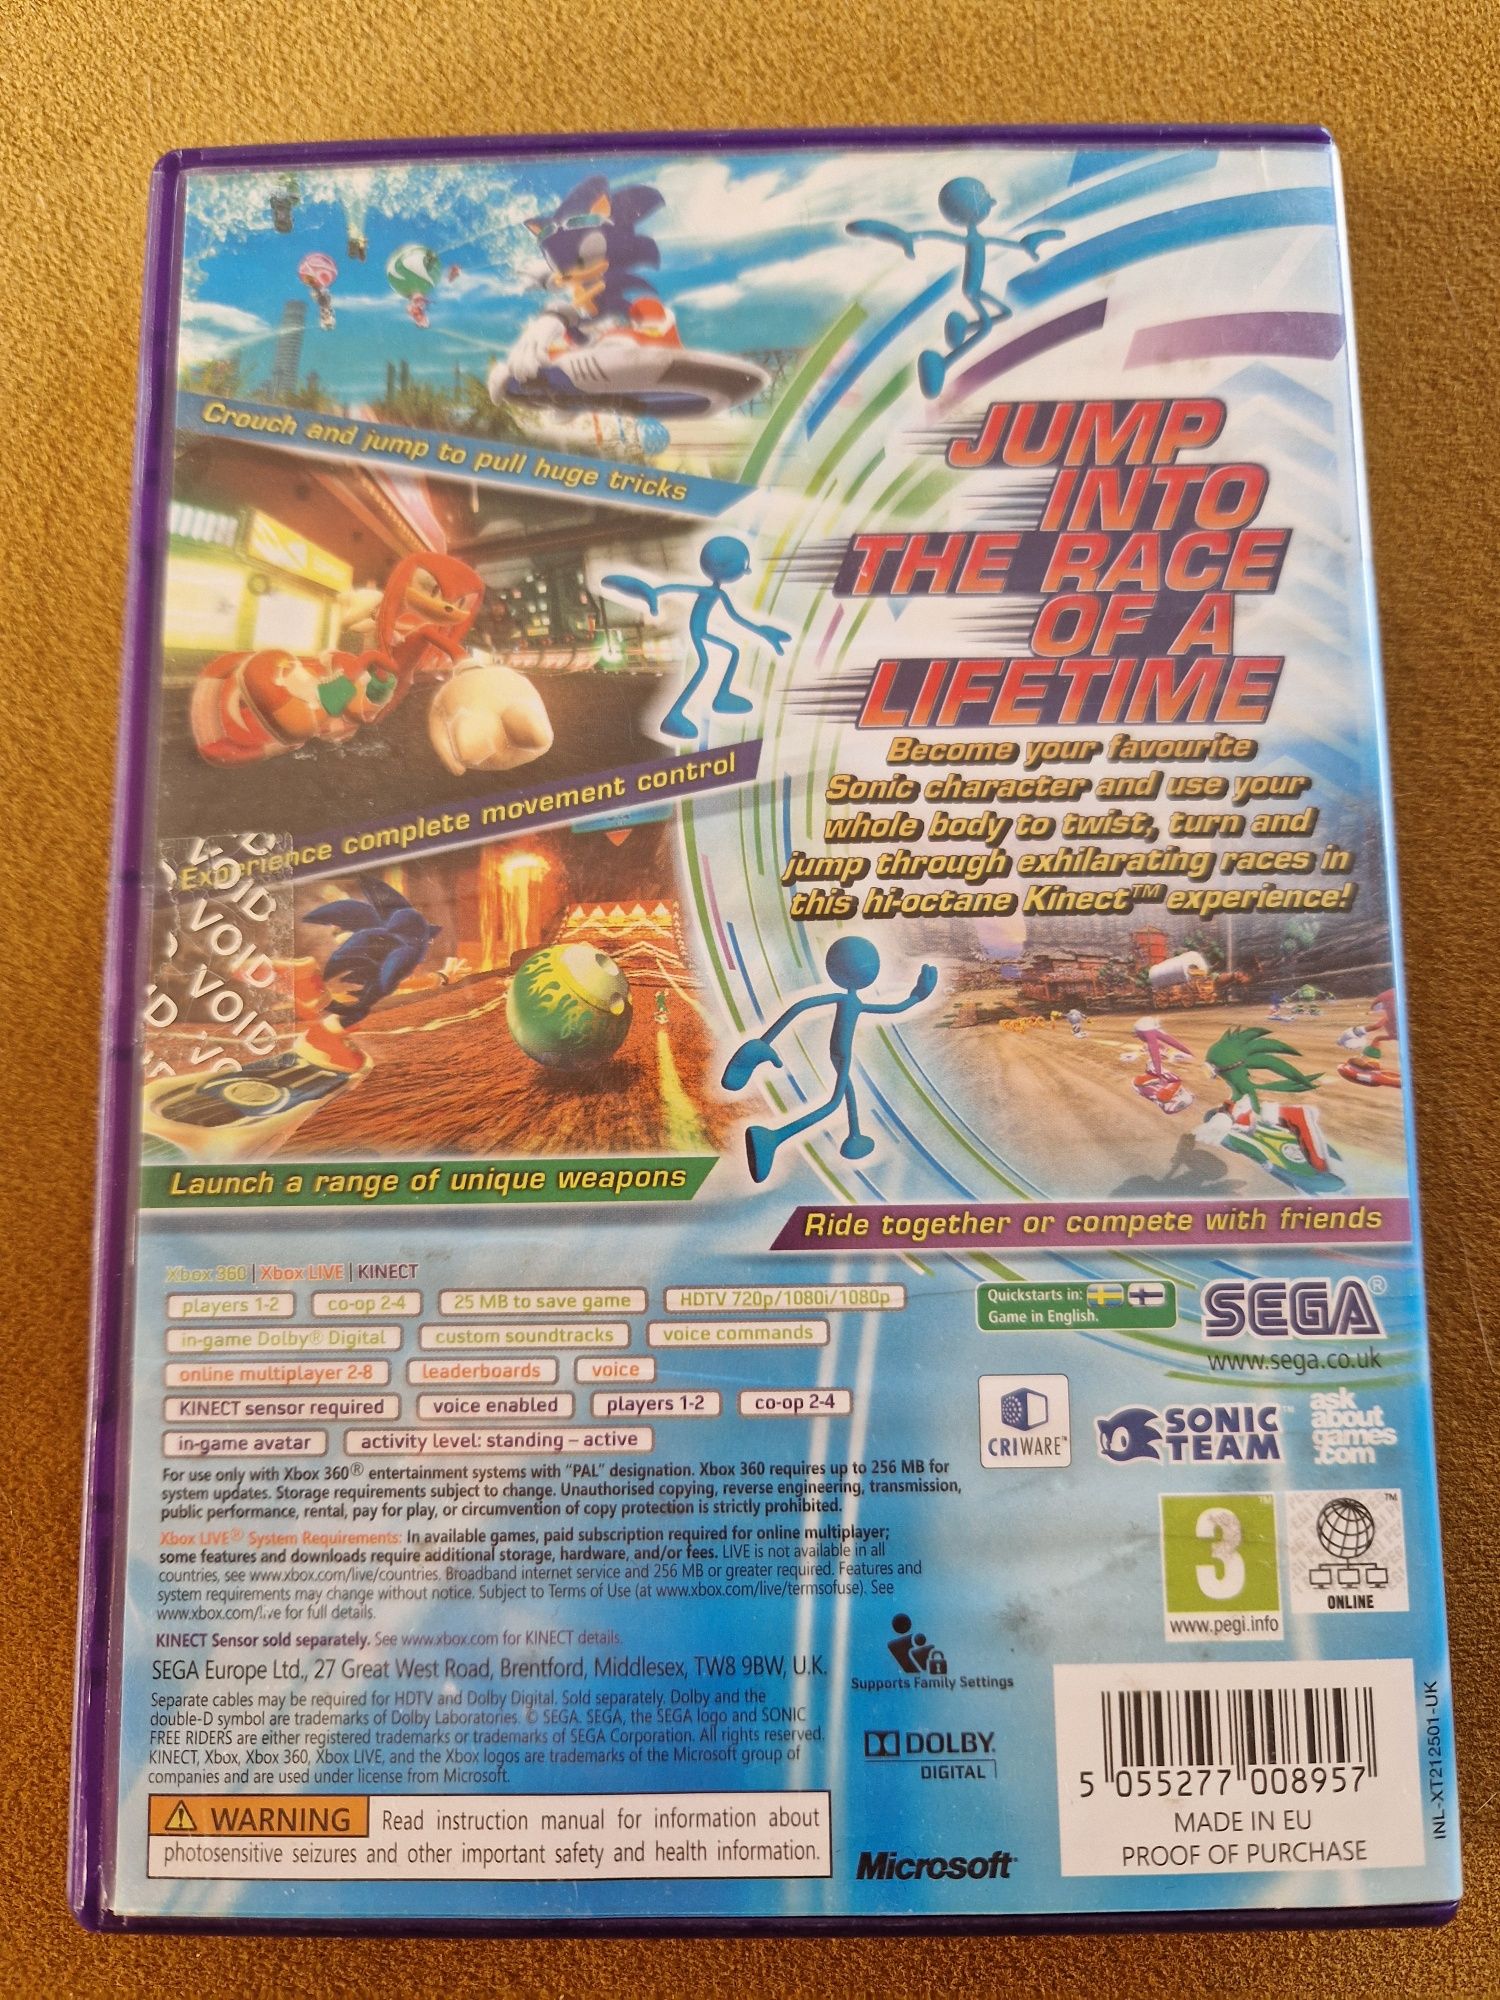 Crouch and jump to pull huge tricks
JUMP
INTO
THE RACE
OF A
LIFETIME
Become your favourite
Sonic character and use your
whole body to twist, turn and
jump through exhilarating races in
this hi-octane Kinect™ experience!
Experience complete movement control
VOID
VOID
VOID
VOID
Launch a range of unique weapons
Ride together or compete with friends
Xbox 360 | Xbox LIVE | KINECT
players 1-2 co-op 2-4 25 MB to save game HDTV 720p/1080i/1080p
in-game Dolby® Digital custom soundtracks voice commands
online multiplayer 2-8 leaderboards voice
KINECT sensor required voice enabled players 1-2 co-op 2-4
in-game avatar activity level: standing – active
Quickstarts in:
Game in English.
SEGA®
www.sega.co.uk
CRIWARE™
SONIC
TEAM™
ask
about
games
.com
For use only with Xbox 360® entertainment systems with "PAL" designation. Xbox 360 requires up to 256 MB for
system updates. Storage requirements subject to change. Unauthorised copying, reverse engineering, transmission,
public performance, rental, pay for play, or circumvention of copy protection is strictly prohibited.
Xbox LIVE® System Requirements: In available games, paid subscription required for online multiplayer;
some features and downloads require additional storage, hardware, and/or fees. LIVE is not available in all
countries, see www.xbox.com/live/countries. Broadband internet service and 256 MB or greater required. Features and
system requirements may change without notice. Subject to Terms of Use (at www.xbox.com/live/termsofuse). See
www.xbox.com/live for full details.
KINECT Sensor sold separately. See www.xbox.com for KINECT details.
SEGA Europe Ltd., 27 Great West Road, Brentford, Middlesex, TW8 9BW, U.K.
Separate cables may be required for HDTV and Dolby Digital. Sold separately. Dolby and the
double-D symbol are trademarks of Dolby Laboratories. © SEGA. SEGA, the SEGA logo and SONIC
FREE RIDERS are either registered trademarks or trademarks of SEGA Corporation. All rights reserved.
KINECT, Xbox, Xbox 360, Xbox LIVE, and the Xbox logos are trademarks of the Microsoft group of
companies and are used under license from Microsoft.
WARNING Read instruction manual for information about
photosensitive seizures and other important safety and health information.
Supports Family Settings
DOLBY.
DIGITAL
Microsoft®
3™
www.pegi.info
™
ONLINE
5 055277 008957
MADE IN EU
PROOF OF PURCHASE
INL-XT212501-UK